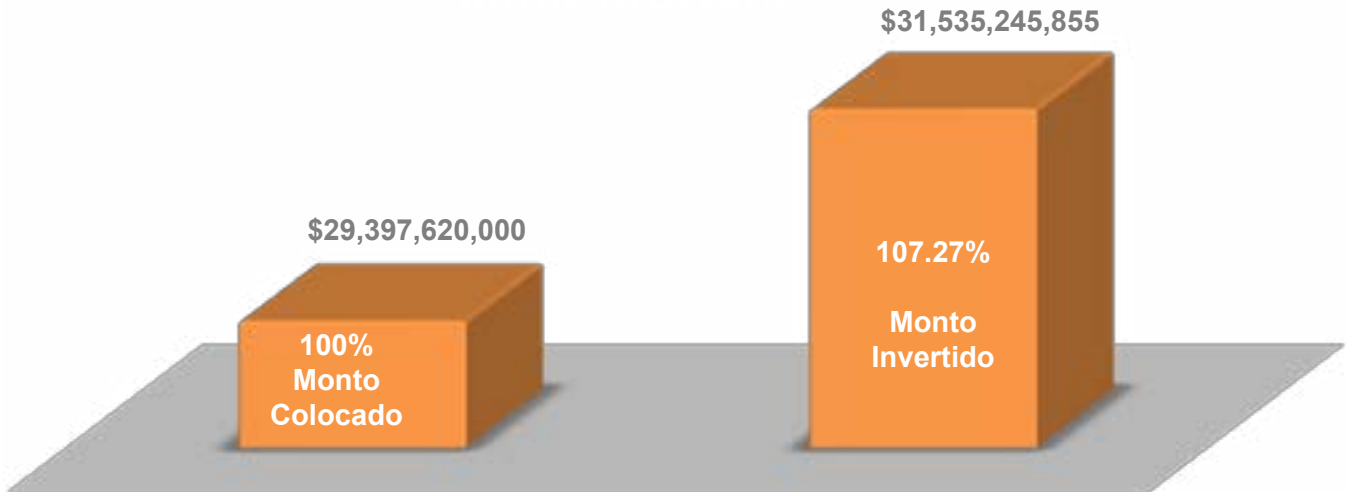 $31,535,245,855
$29,397,620,000
107.27%
Monto
Invertido
100%
Monto
Colocado